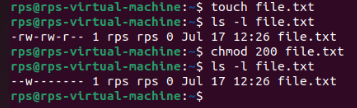 rps@rps-virtual-machine:~$ touch file.txt
rps@rps-virtual-machine:~$ ls -l file.txt
-rw-rw-r-- 1 rps rps 0 Jul 17 12:26 file.txt
rps@rps-virtual-machine:~$ chmod 200 file.txt
rps@rps-virtual-machine:~$ ls -l file.txt
--w------- 1 rps rps 0 Jul 17 12:26 file.txt
rps@rps-virtual-machine:~$